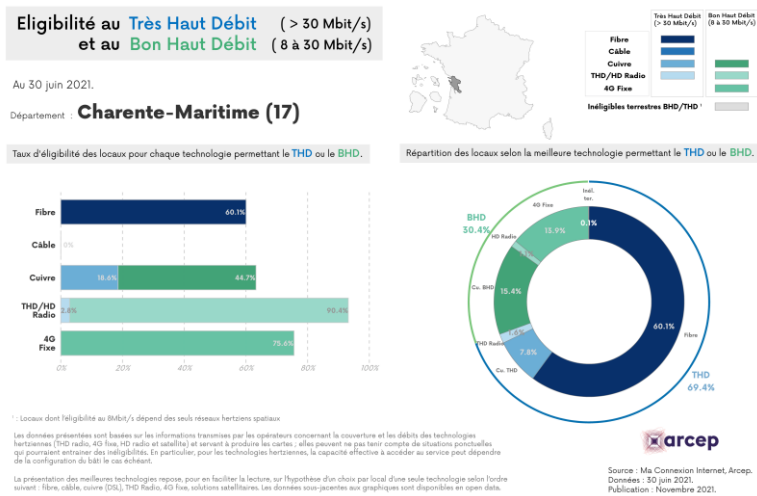 Eligibilité au Très Haut Débit ( > 30 Mbit/s)
et au Bon Haut Débit ( 8 à 30 Mbit/s)
Au 30 juin 2021.
Département : Charente-Maritime (17)
Très Haut Débit
(> 30 Mbit/s)
Bon Haut Débit
(8 à 30 Mbit/s)
Fibre
Câble
Cuivre
THD/HD Radio
4G Fixe
Inéligibles terrestres BHD/THD ¹
Taux d'éligibilité des locaux pour chaque technologie permettant le THD ou le BHD.
Fibre
60.1%
Câble
0%
Cuivre
18.6%
44.7%
THD/HD
Radio
2.8%
90.4%
4G
Fixe
75.6%
0%
20%
40%
60%
80%
100%
Répartition des locaux selon la meilleure technologie permettant le THD ou le BHD.
Inél.
ter.
0.1%
4G Fixe
15.9%
BHD
30.4%
HD Radio
Cu. BHD
15.4%
THD Radio
Cu. THD
7.8%
60.1%
Fibre
THD
69.4%
¹ : Locaux dont l'éligibilité au 8Mbit/s dépend des seuls réseaux hertziens spatiaux
Les données présentées sont basées sur les informations transmises par les opérateurs concernant la couverture et les débits des technologies
hertziennes (THD radio, 4G fixe, HD radio et satellite) et servant à produire les cartes ; elles peuvent ne pas tenir compte de situations ponctuelles
qui pourraient entrainer des inéligibilités. En particulier, pour les technologies hertziennes, la capacité effective à accéder au service peut dépendre
de la configuration du bâti le cas échéant.
La présentation des meilleures technologies repose, pour en faciliter la lecture, sur l'hypothèse d'un choix par local d'une seule technologie selon l'ordre
suivant : fibre, câble, cuivre (DSL), THD Radio, 4G fixe, solutions satellitaires. Les données sous-jacentes aux graphiques sont disponibles en open data.
arcep
Source : Ma Connexion Internet, Arcep.
Données : 30 juin 2021.
Publication : Novembre 2021.